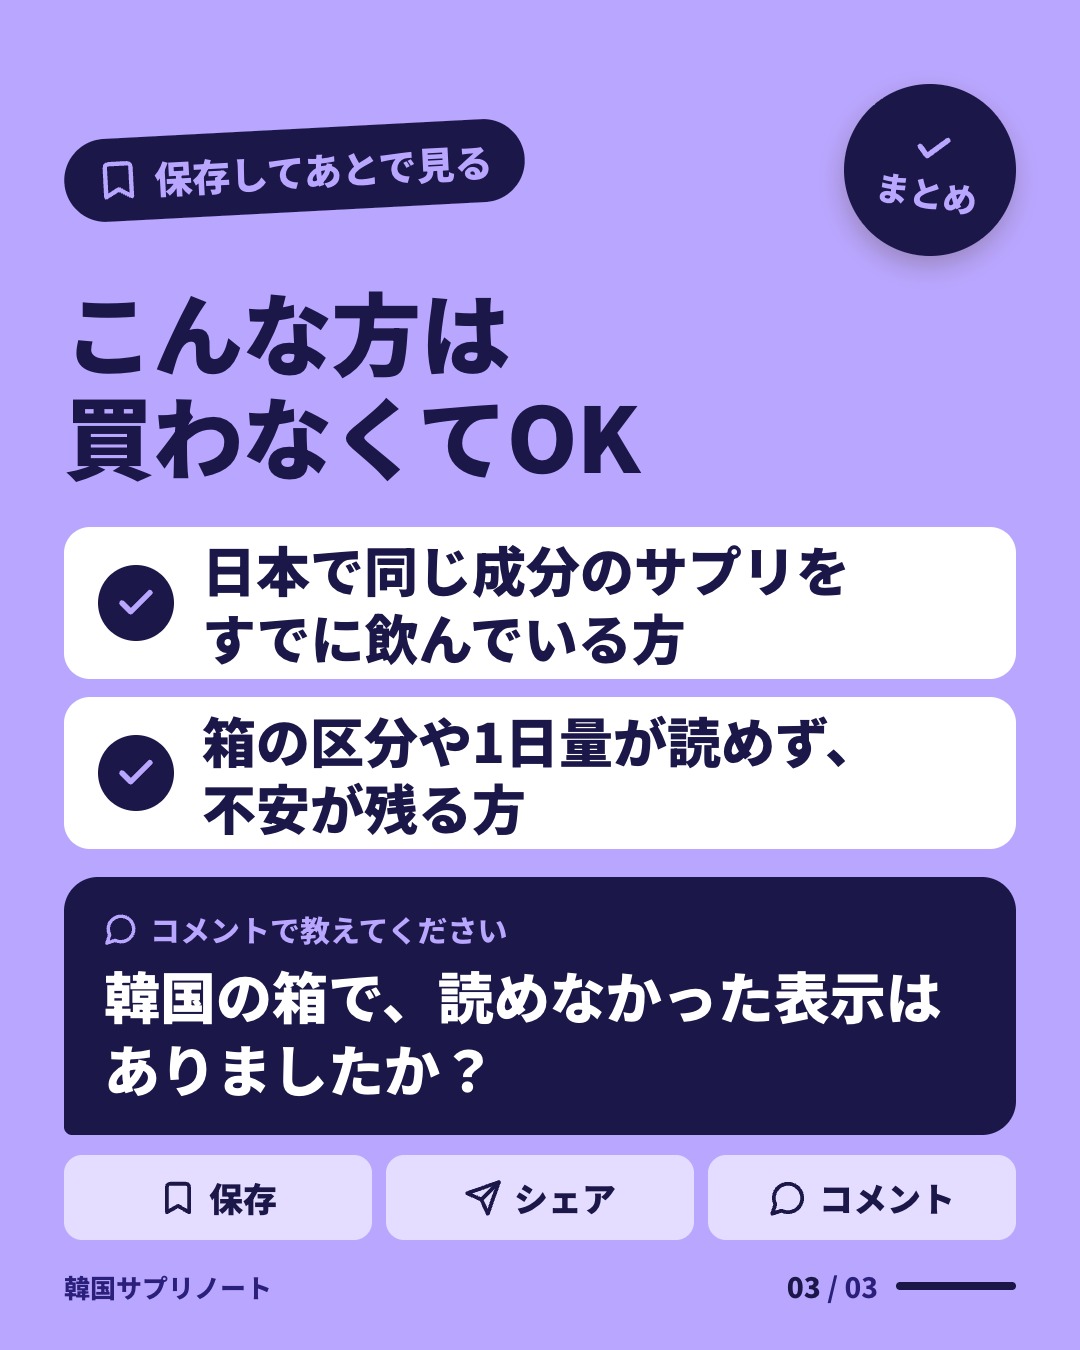 保存してあとで見る
まとめ
こんな方は
買わなくてOK
日本で同じ成分のサプリを
すでに飲んでいる方
箱の区分や1日量が読めず、
不安が残る方
コメントで教えてください
韓国の箱で、読めなかった表示は
ありましたか？
保存
シェア
コメント
韓国サプリノート
03 / 03